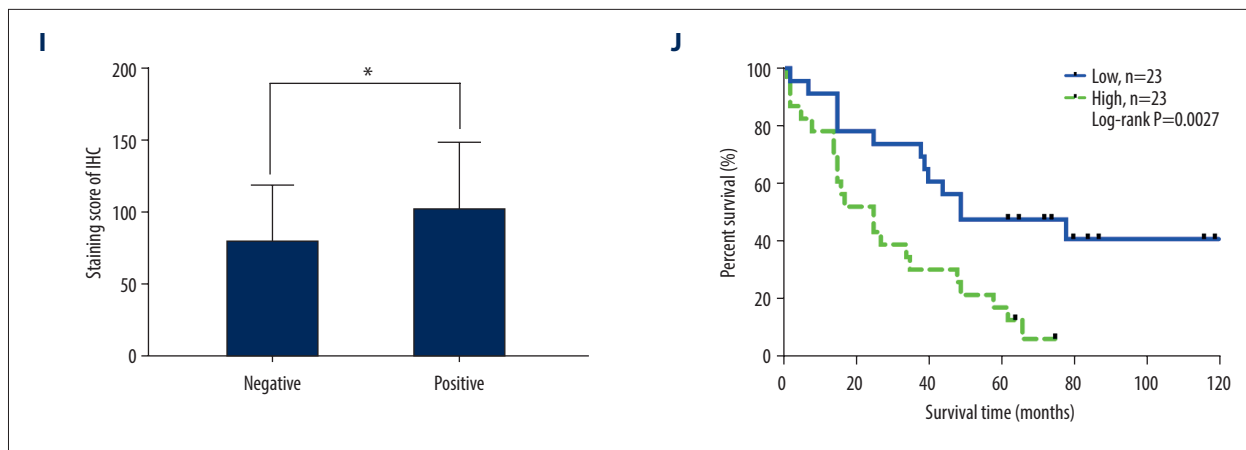 I
200
150
100
50
0
Staining score of IHC
*
Negative
Positive
J
100
80
60
40
20
0
Percent survival (%)
Low, n=23
High, n=23
Log-rank P=0.0027
0
20
40
60
80
100
120
Survival time (months)